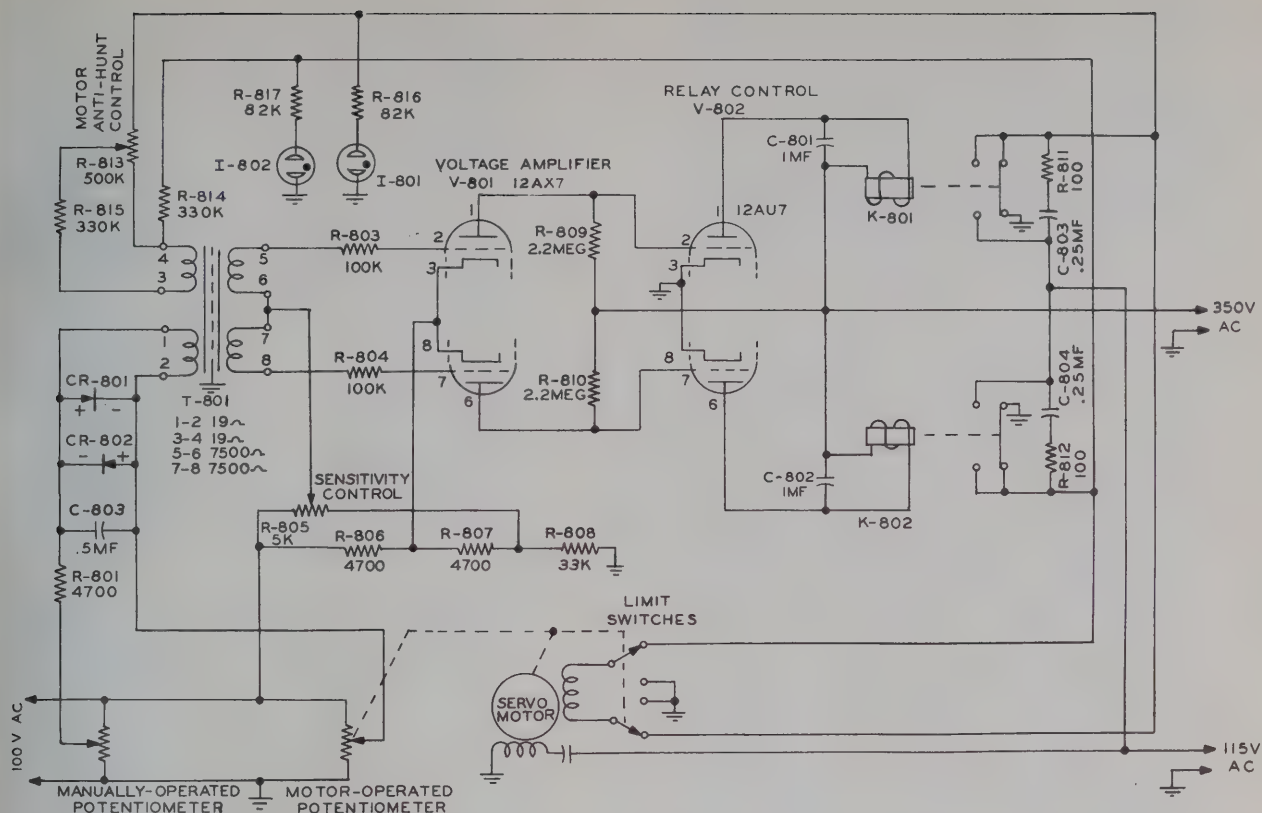 MOTOR
ANTI-HUNT
CONTROL
R-813
500K
R-815
330K
R-814
330K
R-817
82K
I-802
R-816
82K
I-801
VOLTAGE AMPLIFIER
V-801 12AX7
RELAY CONTROL
V-802
12AU7
C-801
1MF
K-801
R-811
100
C-803
.25MF
R-803
100K
R-804
100K
1
2
3
8
7
6
R-809
2.2MEG
R-810
2.2MEG
1
2
3
8
7
6
C-802
1MF
K-802
C-804
.25MF
R-812
100
350V
AC
4
3
1
2
5
6
7
8
T-801
1-2 19~
3-4 19~
5-6 7500~
7-8 7500~
CR-801
+ -
CR-802
- +
C-803
.5MF
R-801
4700
SENSITIVITY
CONTROL
R-805
5K
R-806
4700
R-807
4700
R-808
33K
LIMIT
SWITCHES
SERVO
MOTOR
115V
AC
100 V AC
MANUALLY-OPERATED
POTENTIOMETER
MOTOR-OPERATED
POTENTIOMETER